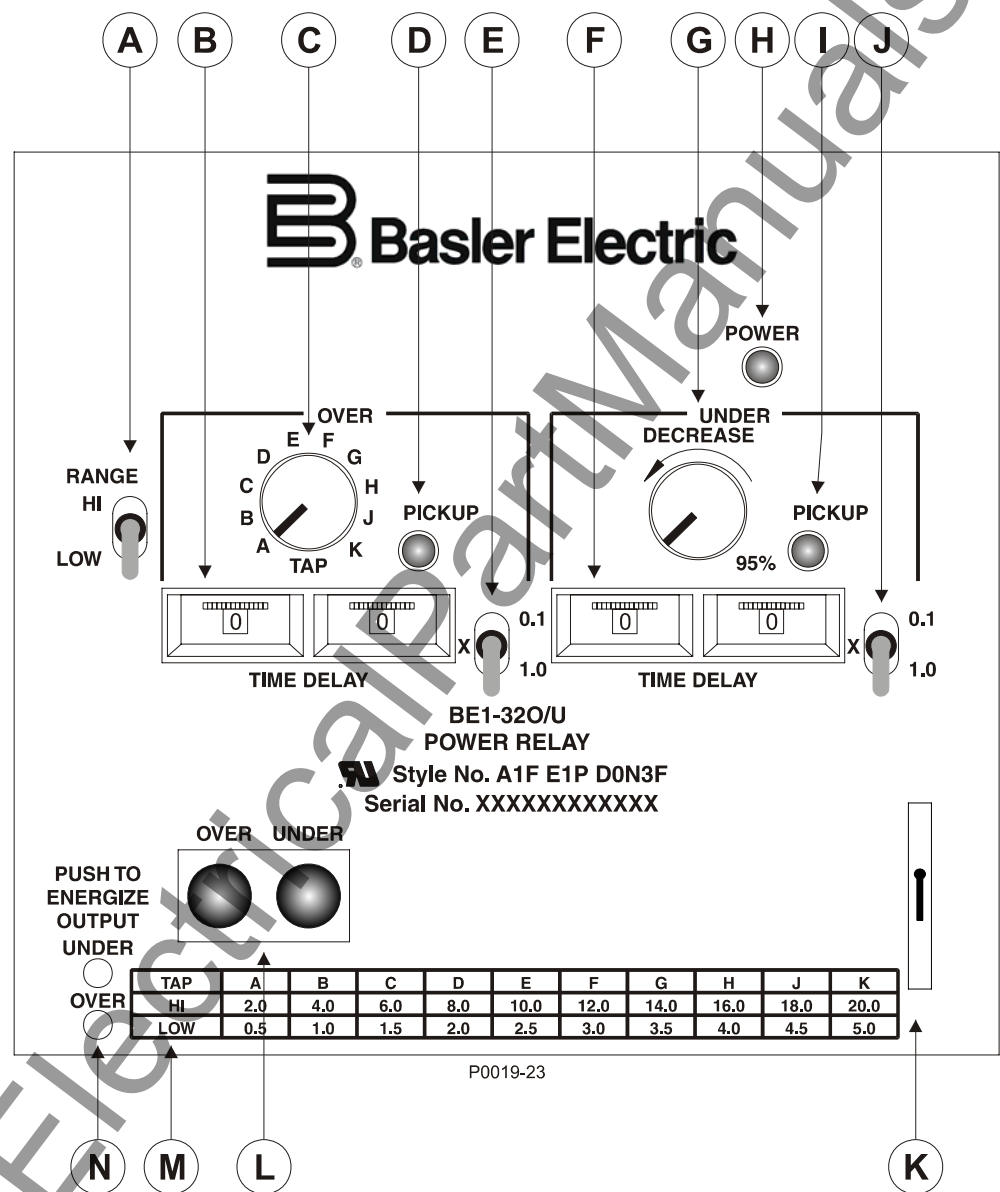 A B C D E F G H I J
Basler Electric
POWER
OVER
UNDER
DECREASE
RANGE
HI
LOW
A B C D E F G H J K
TAP
PICKUP
PICKUP
95%
0 0
0 0
X 0.1 1.0
X 0.1 1.0
TIME DELAY
TIME DELAY
BE1-32O/U
POWER RELAY
Style No. A1F E1P D0N3F
Serial No. XXXXXXXXXXXX
OVER UNDER
PUSH TO
ENERGIZE
OUTPUT
UNDER
OVER
TAP A B C D E F G H J K
HI 2.0 4.0 6.0 8.0 10.0 12.0 14.0 16.0 18.0 20.0
LOW 0.5 1.0 1.5 2.0 2.5 3.0 3.5 4.0 4.5 5.0
P0019-23
N M L K
ElectricalPartManuals